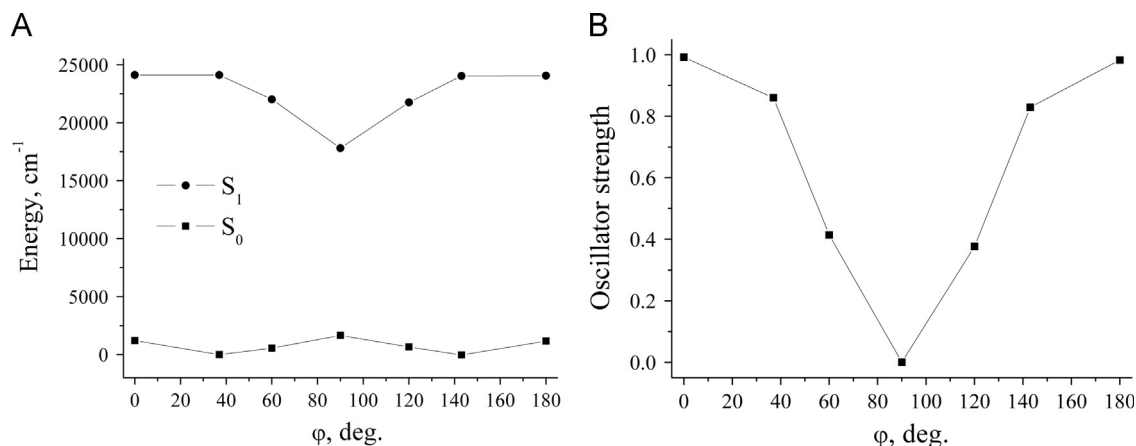 A
Energy, cm⁻¹
25000
20000
15000
10000
5000
0
S₁
S₀
0 20 40 60 80 100 120 140 160 180
φ, deg.
B
Oscillator strength
1.0
0.8
0.6
0.4
0.2
0.0
0 20 40 60 80 100 120 140 160 180
φ, deg.